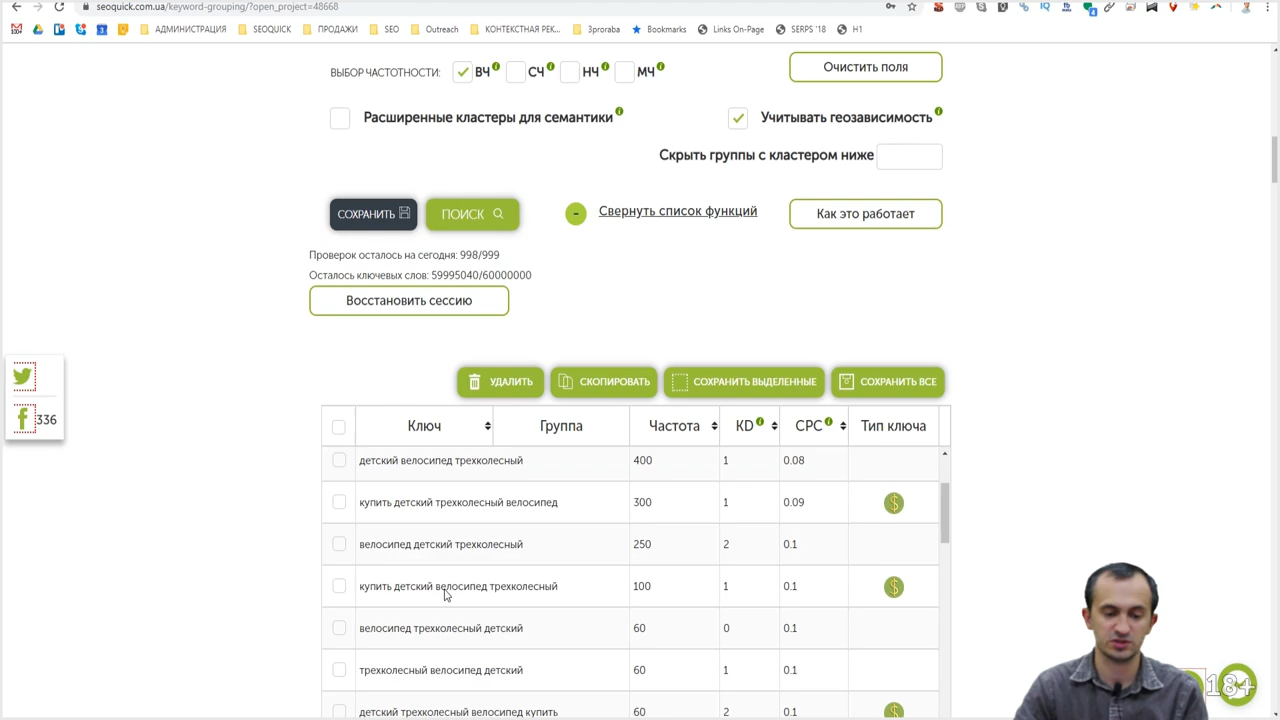 seoquick.com.ua/keyword-grouping/?open_project=48668
АДМИНИСТРАЦИЯ SEOQUICK ПРОДАЖИ SEO Outreach КОНТЕКСТНАЯ РЕК... 3proraba Bookmarks Links On-Page SERPS '18 H1
ВЫБОР ЧАСТОТНОСТИ: ВЧ СЧ НЧ МЧ Очистить поля
Расширенные кластеры для семантики Учитывать геозависимость
Скрыть группы с кластером ниже
СОХРАНИТЬ ПОИСК - Свернуть список функций Как это работает
Проверок осталось на сегодня: 998/999
Осталось ключевых слов: 59995040/60000000
Восстановить сессию
336
УДАЛИТЬ СКОПИРОВАТЬ СОХРАНИТЬ ВЫДЕЛЕННЫЕ СОХРАНИТЬ ВСЕ
Ключ Группа Частота KD CPC Тип ключа
детский велосипед трехколесный 400 1 0.08
купить детский трехколесный велосипед 300 1 0.09 $
велосипед детский трехколесный 250 2 0.1
купить детский велосипед трехколесный 100 1 0.1 $
велосипед трехколесный детский 60 0 0.1
трехколесный велосипед детский 60 1 0.1
детский трехколесный велосипед купить 60 2 0.1 $
18+